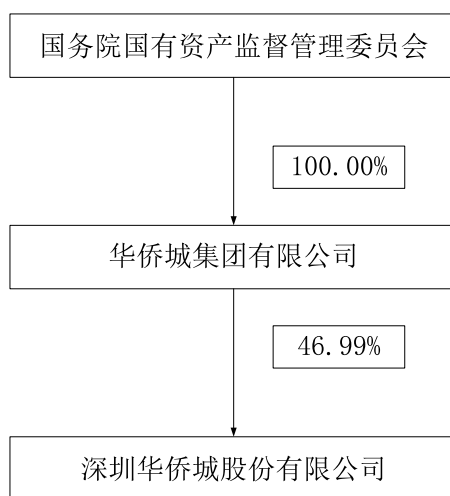 国务院国有资产监督管理委员会
100.00%
华侨城集团有限公司
46.99%
深圳华侨城股份有限公司